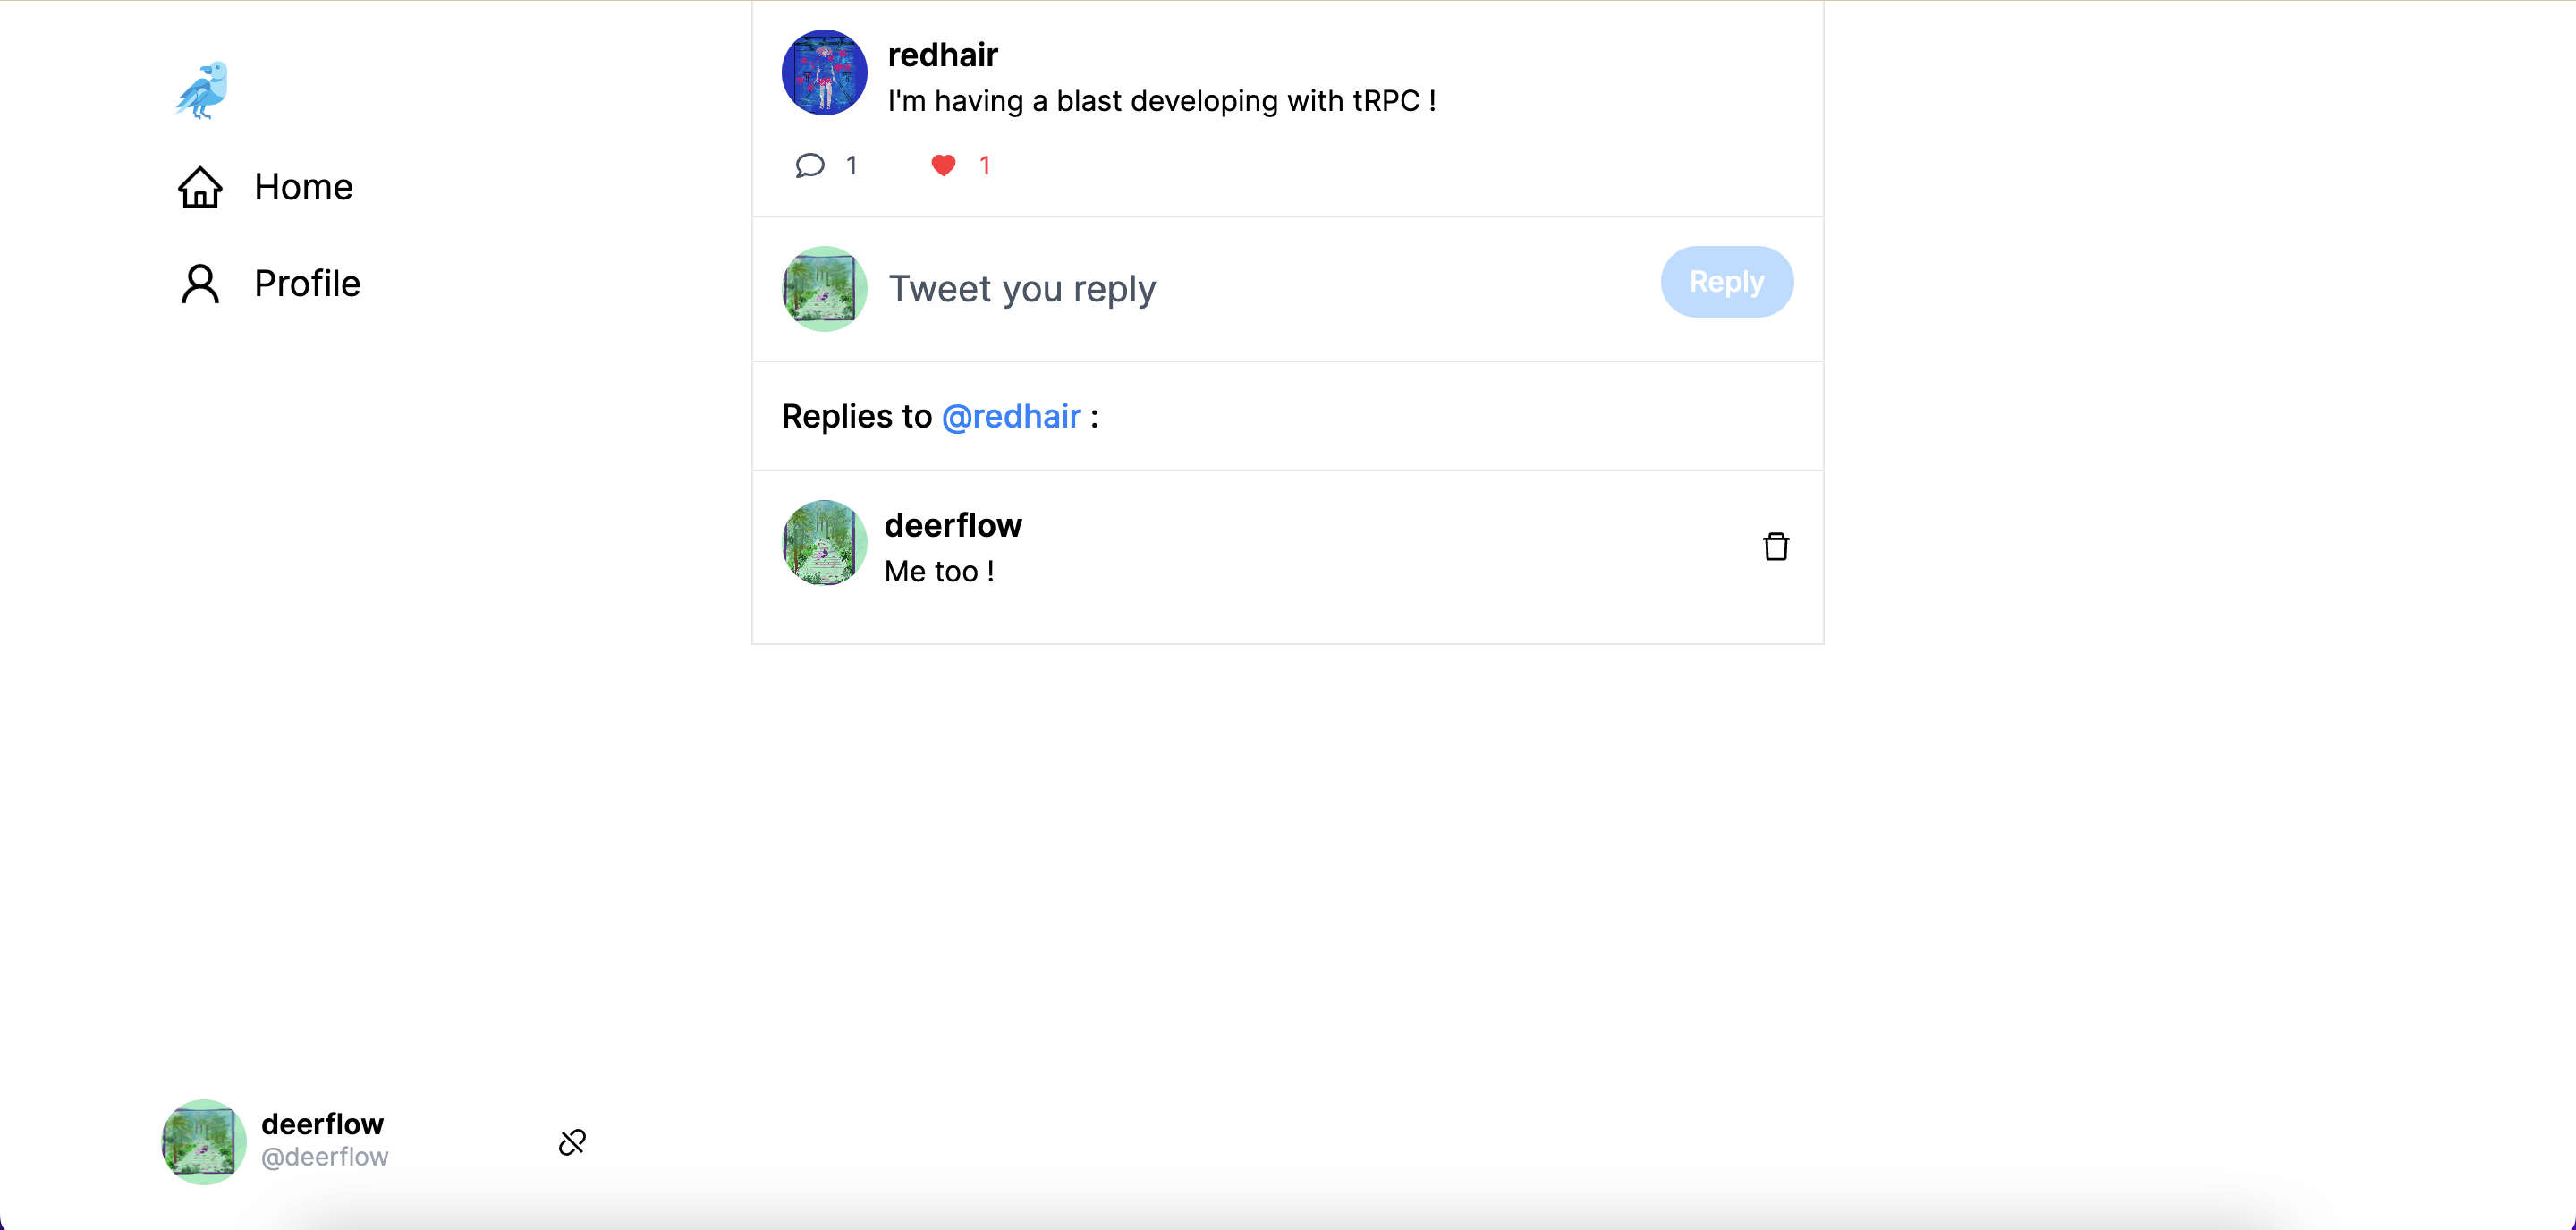 Home
Profile
deerflow
@deerflow
redhair
I'm having a blast developing with tRPC !
1
1
Tweet you reply
Reply
Replies to @redhair :
deerflow
Me too !